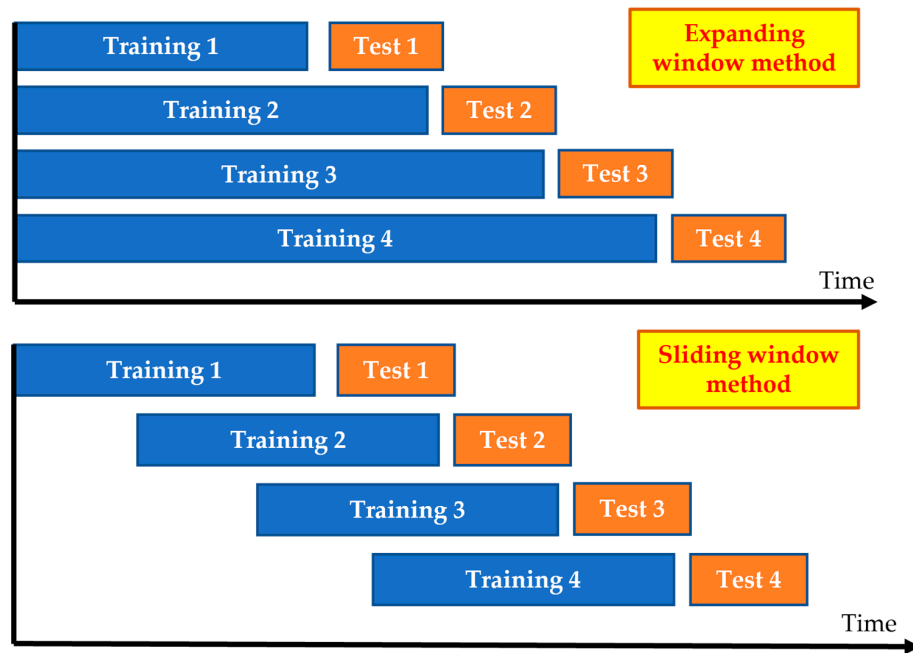 Training 1
Test 1
Expanding
window method
Training 2
Test 2
Training 3
Test 3
Training 4
Test 4
Time
Training 1
Test 1
Sliding window
method
Training 2
Test 2
Training 3
Test 3
Training 4
Test 4
Time